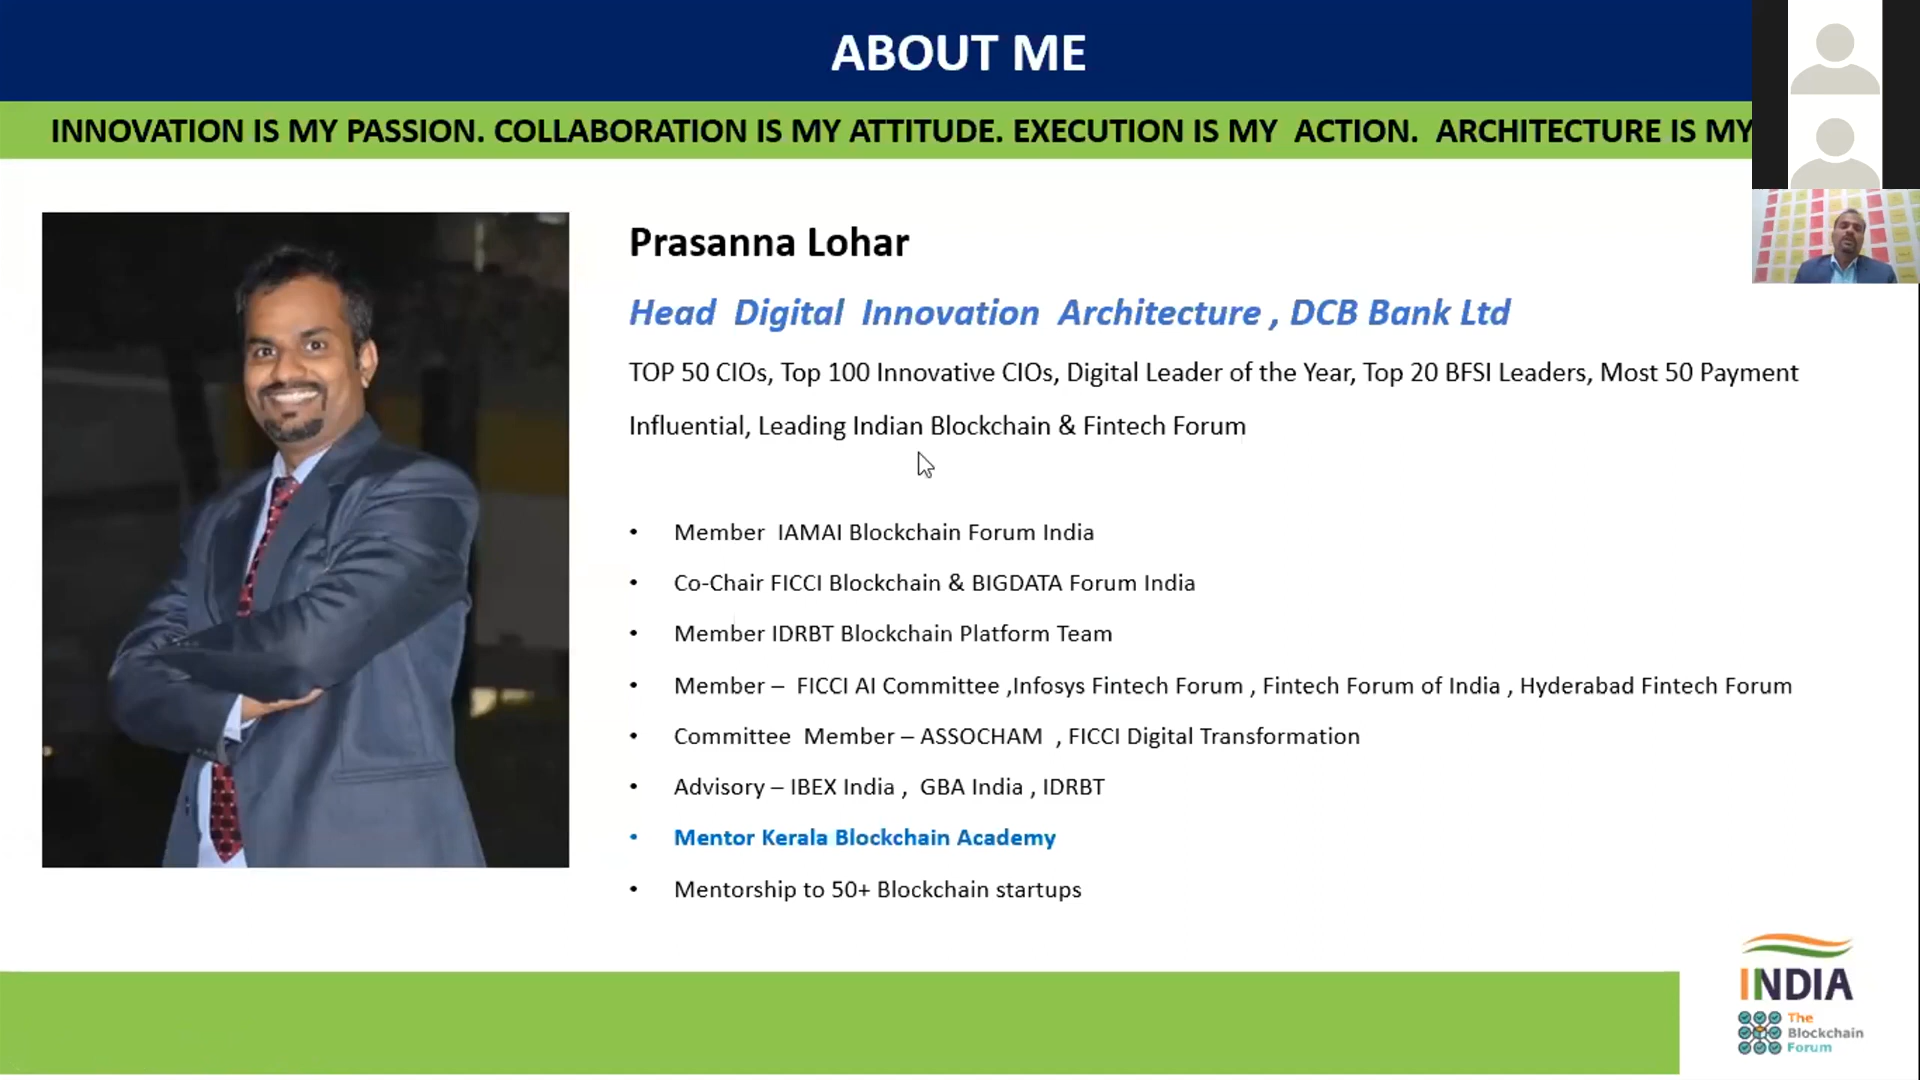 ABOUT ME
INNOVATION IS MY PASSION. COLLABORATION IS MY ATTITUDE. EXECUTION IS MY ACTION. ARCHITECTURE IS MY
Prasanna Lohar
Head Digital Innovation Architecture , DCB Bank Ltd
TOP 50 CIOs, Top 100 Innovative CIOs, Digital Leader of the Year, Top 20 BFSI Leaders, Most 50 Payment
Influential, Leading Indian Blockchain & Fintech Forum
• Member IAMAI Blockchain Forum India
• Co-Chair FICCI Blockchain & BIGDATA Forum India
• Member IDRBT Blockchain Platform Team
• Member – FICCI AI Committee ,Infosys Fintech Forum , Fintech Forum of India , Hyderabad Fintech Forum
• Committee Member – ASSOCHAM , FICCI Digital Transformation
• Advisory – IBEX India , GBA India , IDRBT
• Mentor Kerala Blockchain Academy
• Mentorship to 50+ Blockchain startups
INDIA
The
Blockchain
Forum